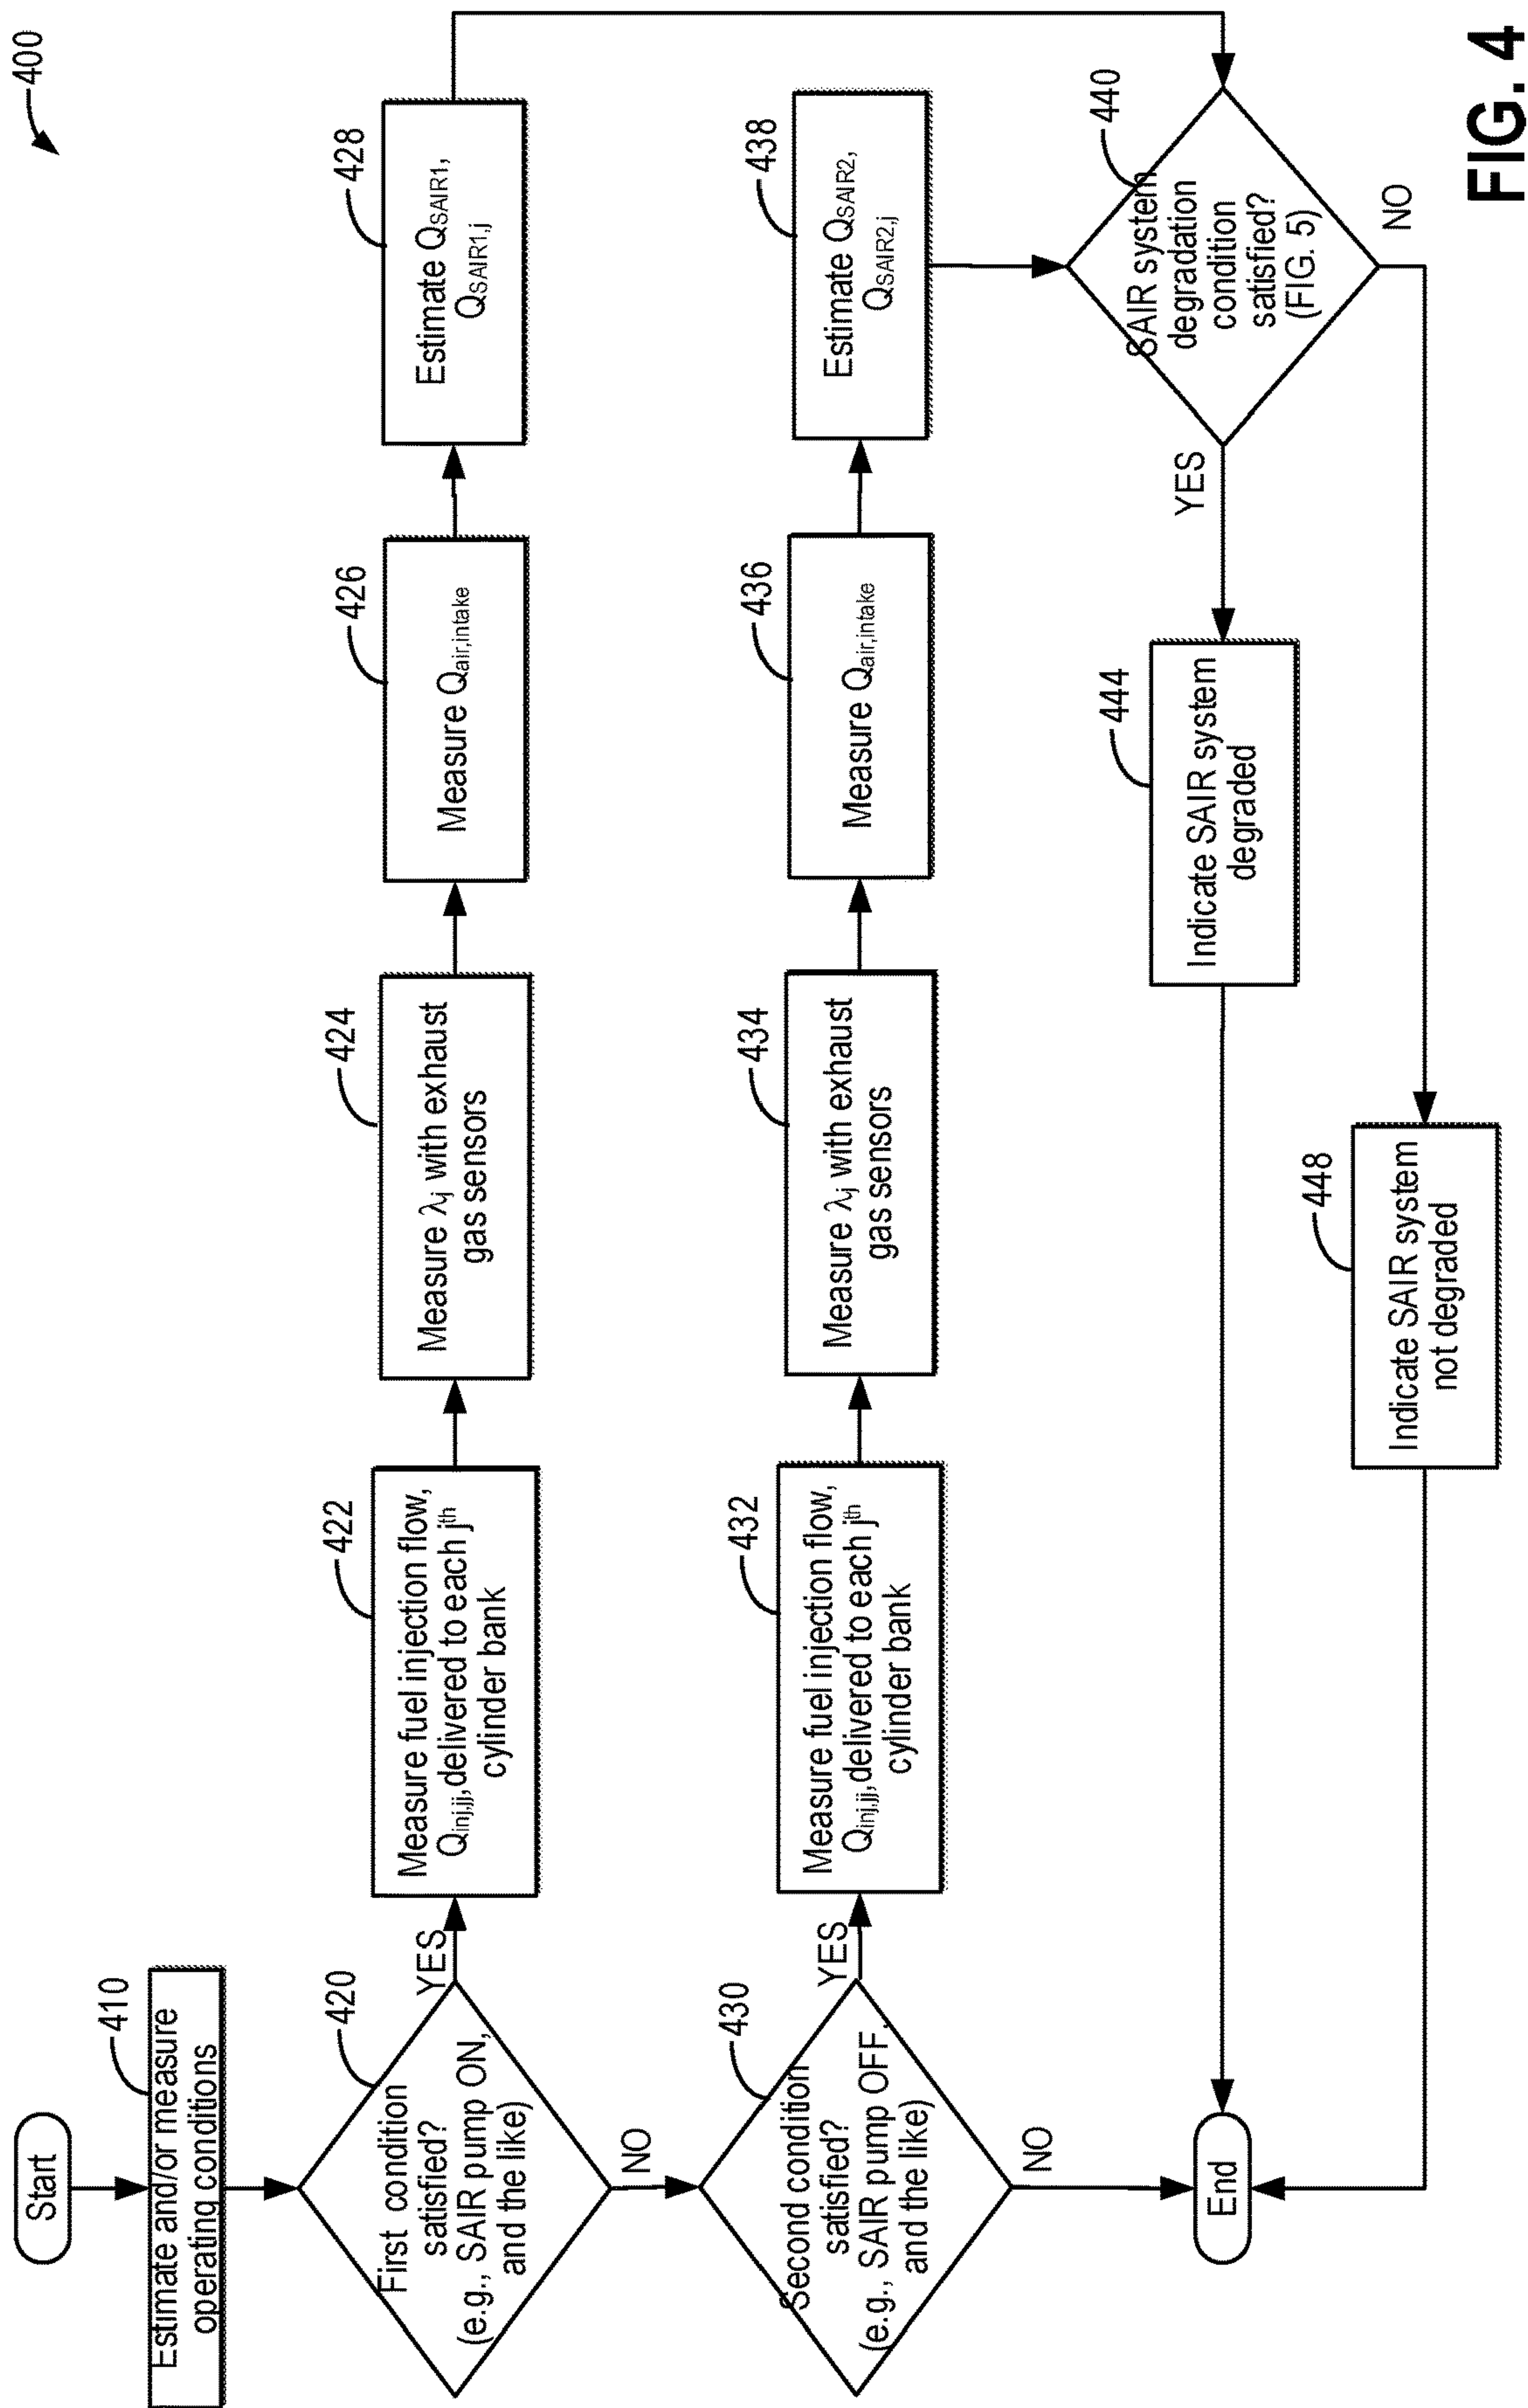 400
Start
410
Estimate and/or measure
operating conditions
420
First condition
satisfied?
(e.g., SAIR pump ON,
and the like)
YES
NO
422
Measure fuel injection flow,
Qinj,jj, delivered to each jth
cylinder bank
424
Measure λj with exhaust
gas sensors
426
Measure Qair,intake
428
Estimate QSAIR1,
QSAIR1,j
430
Second condition
satisfied?
(e.g., SAIR pump OFF,
and the like)
YES
NO
432
Measure fuel injection flow,
Qinj,jj, delivered to each jth
cylinder bank
434
Measure λj with exhaust
gas sensors
436
Measure Qair,intake
438
Estimate QSAIR2,
QSAIR2,j
440
SAIR system
degradation
condition
satisfied?
(FIG. 5)
YES
NO
444
Indicate SAIR system
degraded
448
Indicate SAIR system
not degraded
End
FIG. 4